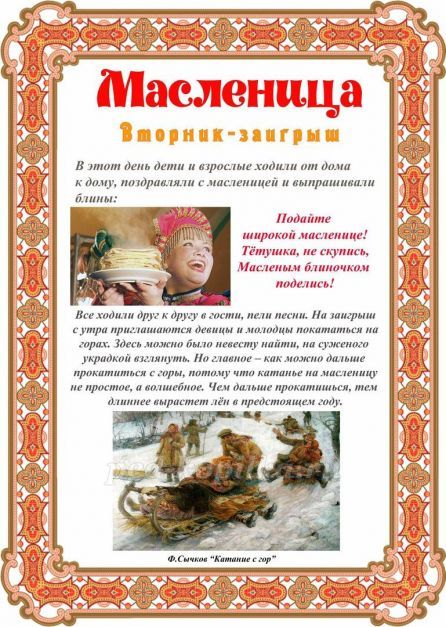 Масленица
Вторник-заигрыш
В этот день дети и взрослые ходили от дома
к дому, поздравляли с масленицей и выпрашивали
блины:
Подайте
широкой масленице!
Тётушка, не скупись,
Масленым блиночком
поделись!
Все ходили друг к другу в гости, пели песни. На заигрыш
с утра приглашаются девицы и молодцы покататься на
горах. Здесь можно было невесту найти, на суженого
украдкой взглянуть. Но главное – как можно дальше
прокатиться с горы, потому что катанье на масленицу
не простое, а волшебное. Чем дальше прокатишься, тем
длиннее вырастет лён в предстоящем году.
Ф.Сычков "Катание с гор"